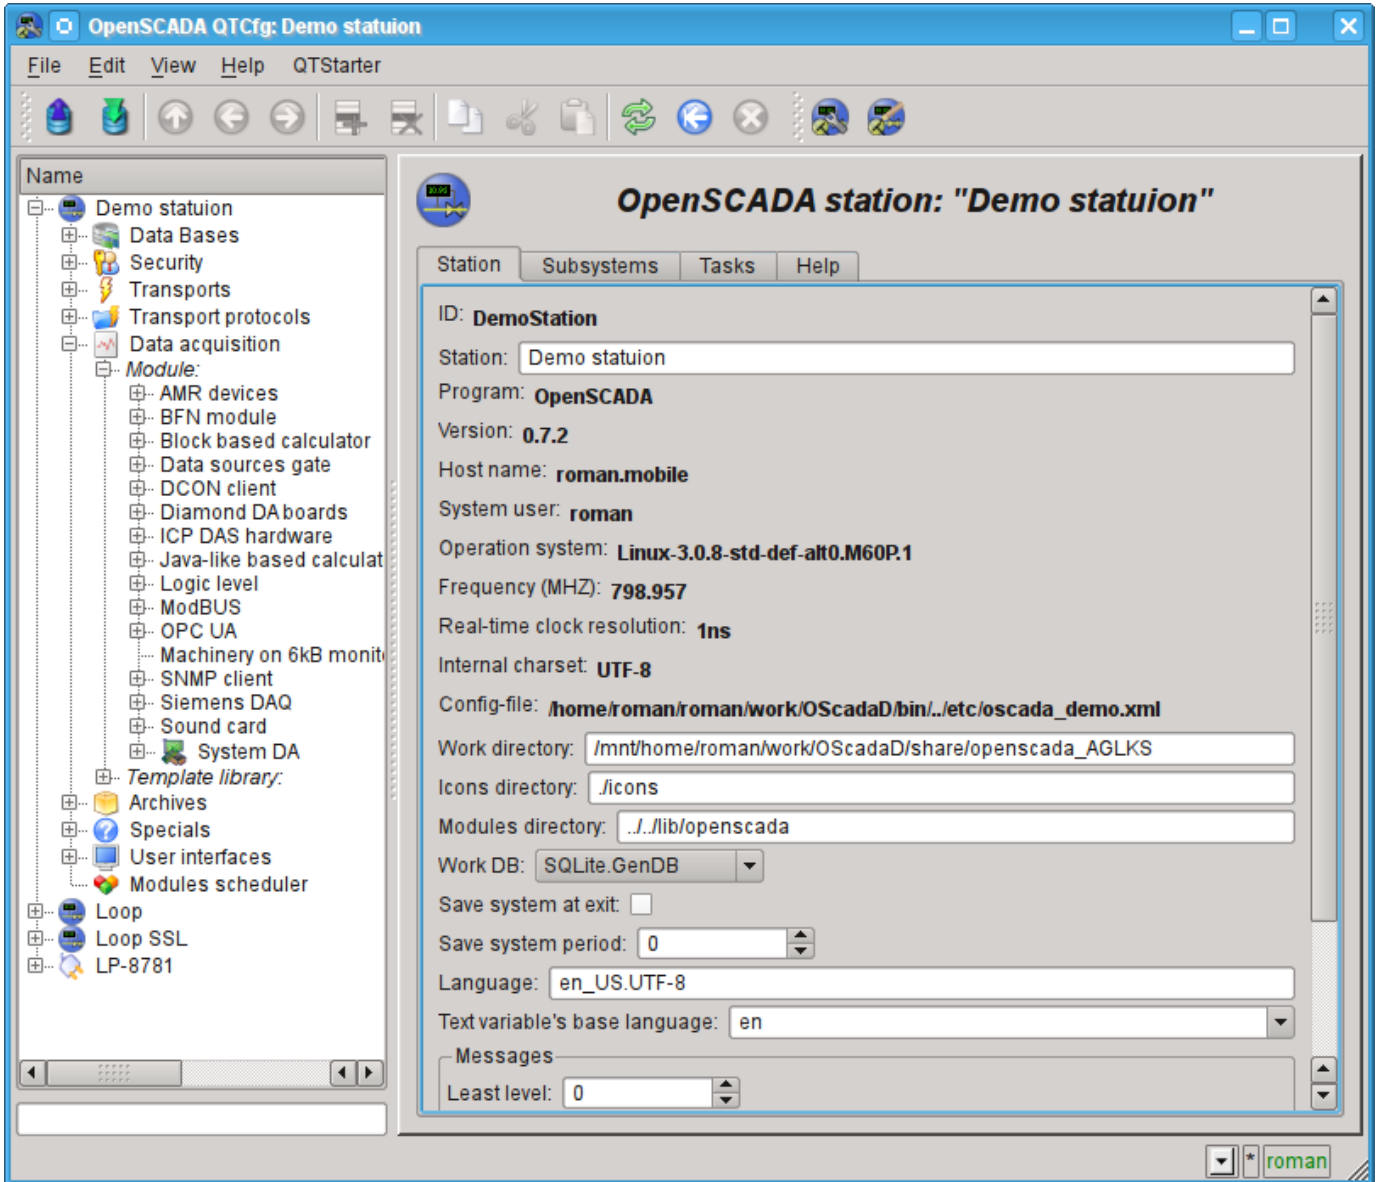 OpenSCADA QTCfg: Demo statuion
File Edit View Help QTStarter
Name
Demo statuion
Data Bases
Security
Transports
Transport protocols
Data acquisition
Module:
AMR devices
BFN module
Block based calculator
Data sources gate
DCON client
Diamond DA boards
ICP DAS hardware
Java-like based calculat
Logic level
ModBUS
OPC UA
Machinery on 6kB monit
SNMP client
Siemens DAQ
Sound card
System DA
Template library:
Archives
Specials
User interfaces
Modules scheduler
Loop
Loop SSL
LP-8781
OpenSCADA station: "Demo statuion"
Station Subsystems Tasks Help
ID: DemoStation
Station: Demo statuion
Program: OpenSCADA
Version: 0.7.2
Host name: roman.mobile
System user: roman
Operation system: Linux-3.0.8-std-def-alt0.M60P.1
Frequency (MHZ): 798.957
Real-time clock resolution: 1ns
Internal charset: UTF-8
Config-file: /home/roman/roman/work/OScadaD/bin/../etc/oscada_demo.xml
Work directory: /mnt/home/roman/work/OScadaD/share/openscada_AGLKS
Icons directory: ./icons
Modules directory: ../../lib/openscada
Work DB: SQLite.GenDB
Save system at exit:
Save system period: 0
Language: en_US.UTF-8
Text variable's base language: en
Messages
Least level: 0
* roman